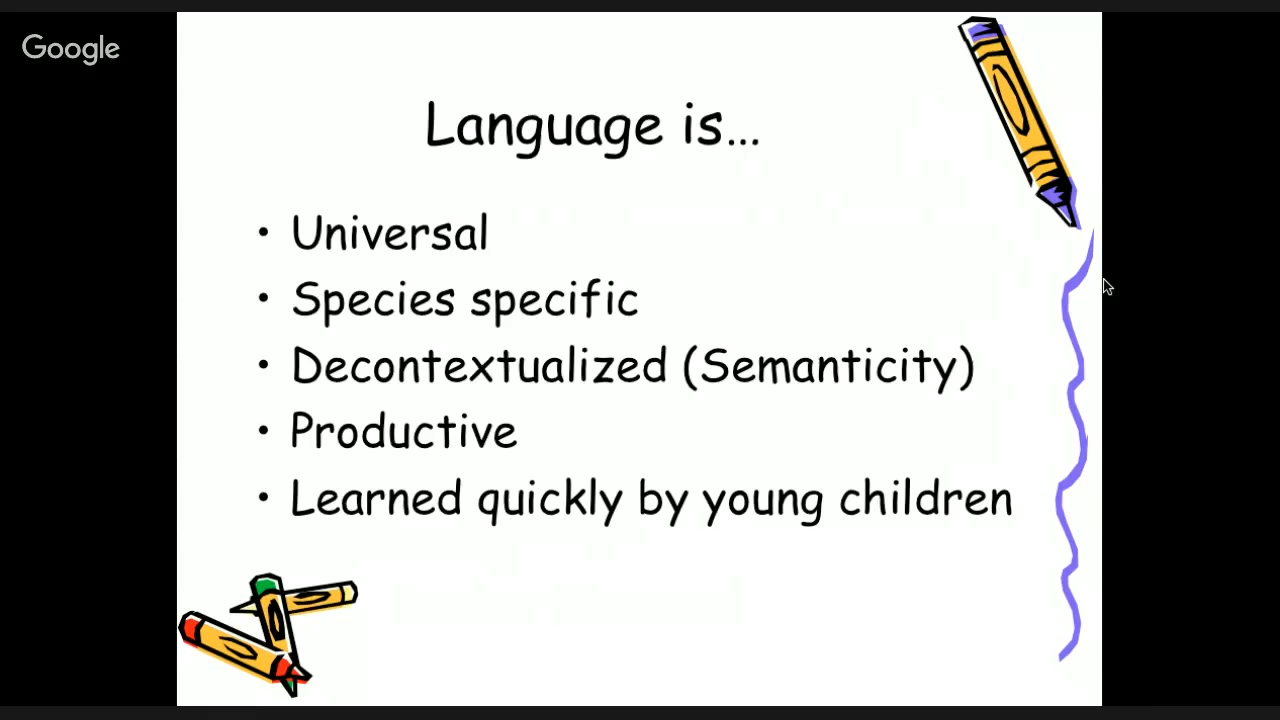 Google
Language is...
• Universal
• Species specific
• Decontextualized (Semanticity)
• Productive
• Learned quickly by young children